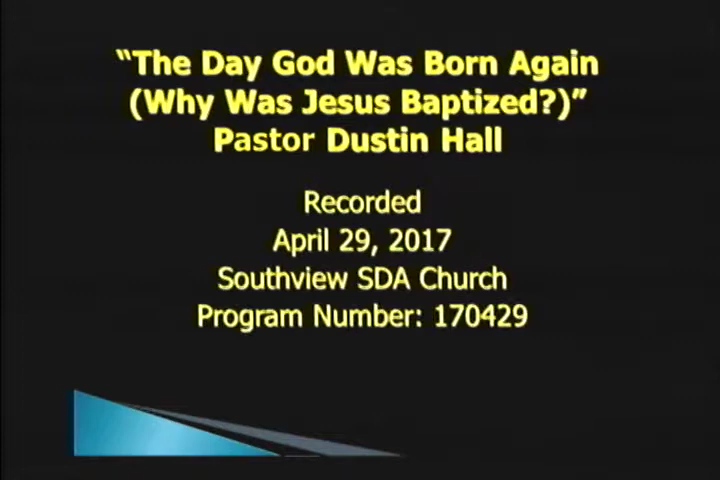 “The Day God Was Born Again
(Why Was Jesus Baptized?)”
Pastor Dustin Hall
Recorded
April 29, 2017
Southview SDA Church
Program Number: 170429